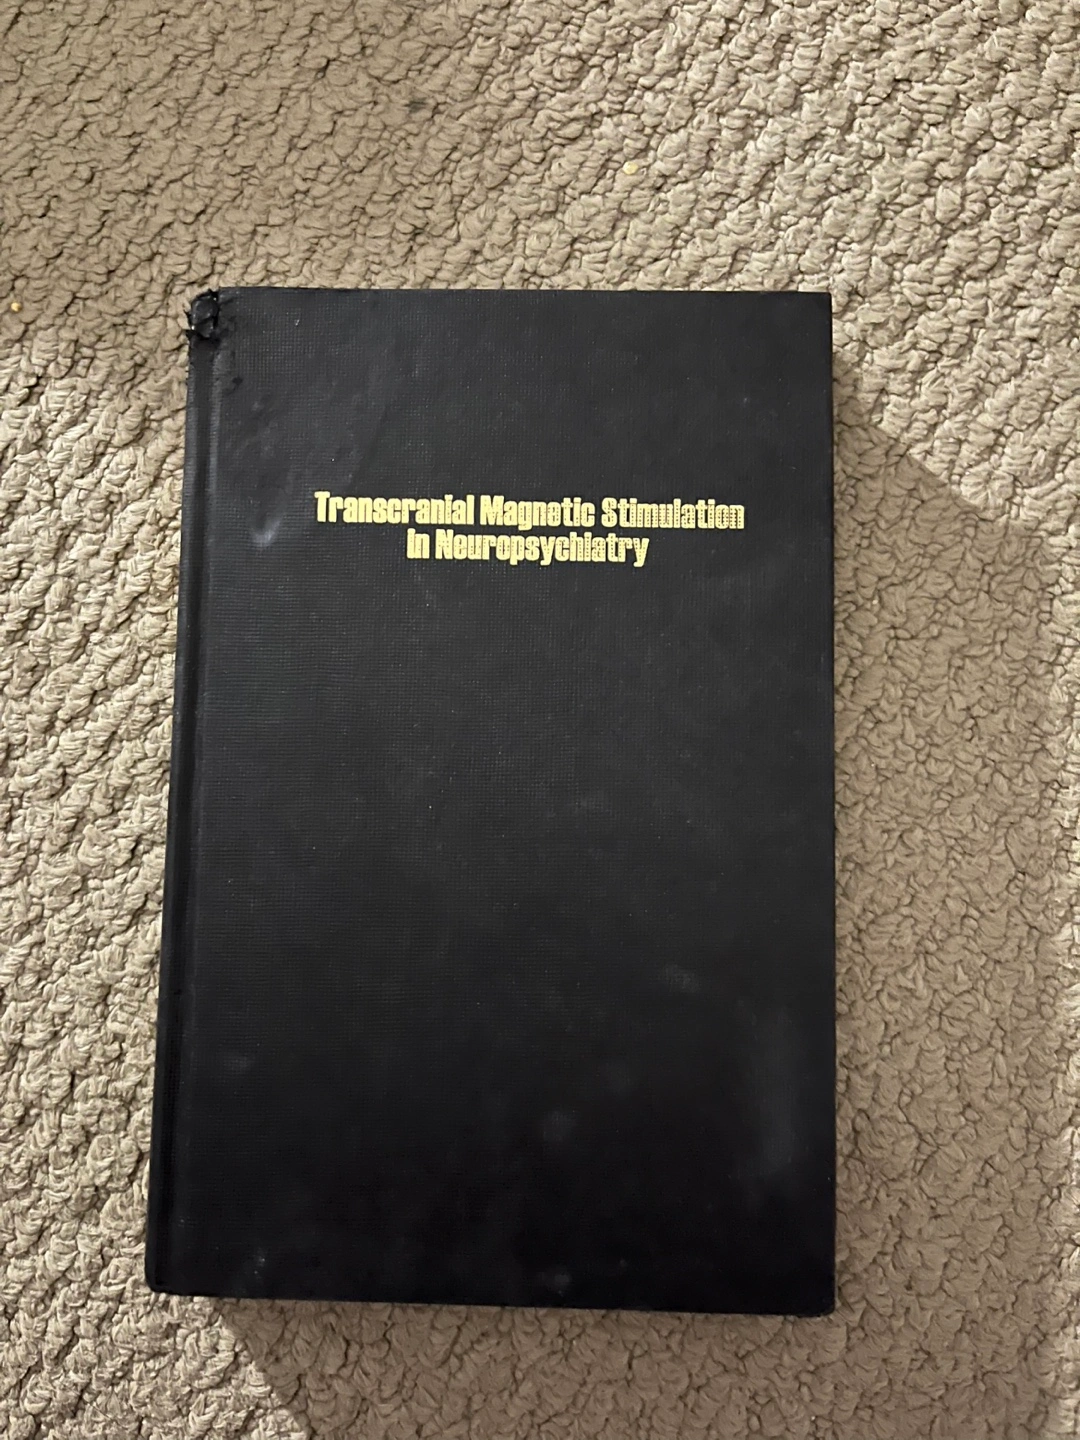 Transcranial Magnetic Stimulation
in Neuropsychiatry